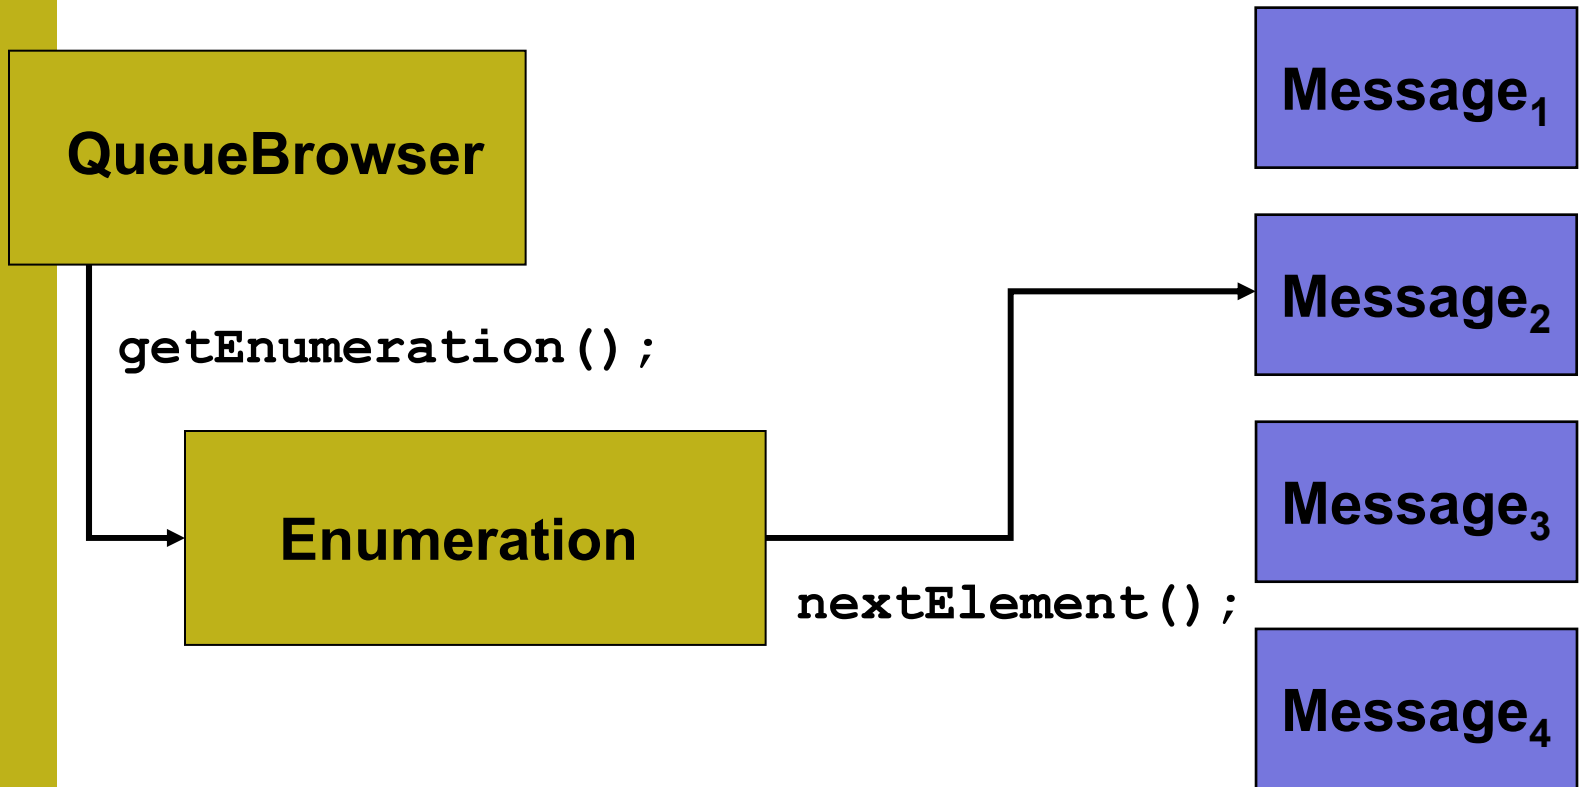 QueueBrowser
getEnumeration();
Enumeration
nextElement();
Message₁
Message₂
Message₃
Message₄